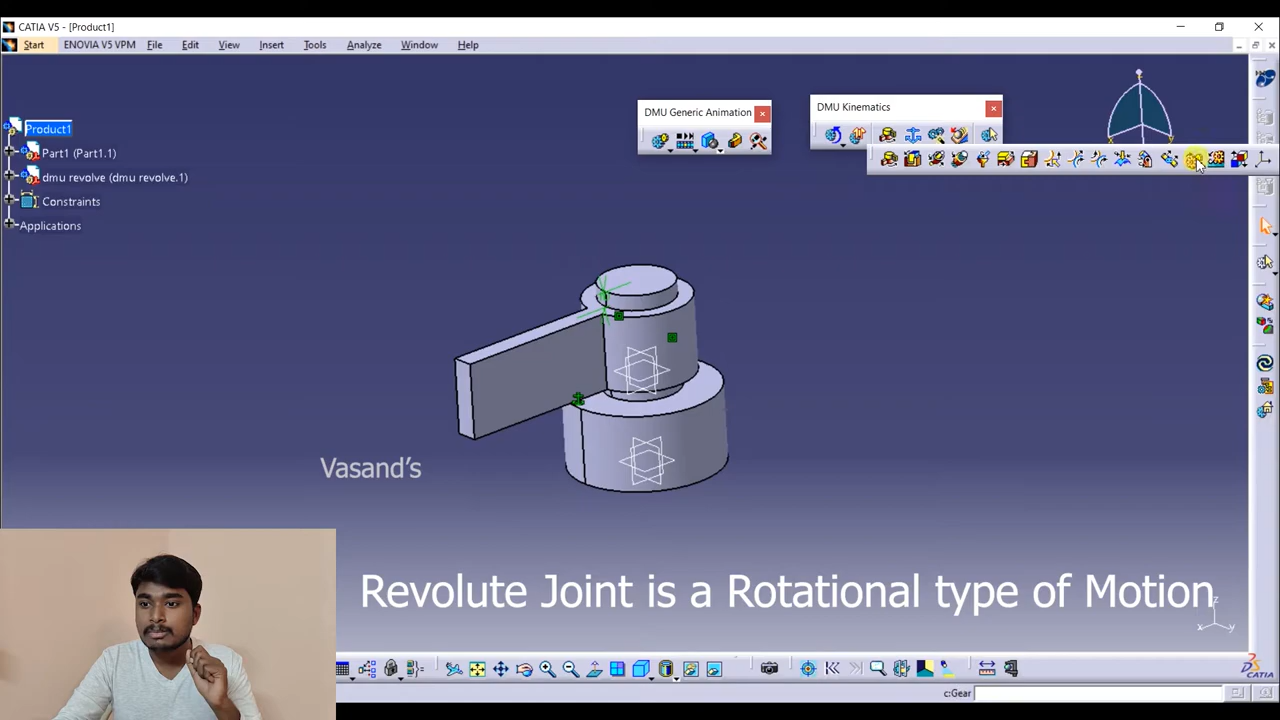 CATIA V5 - [Product1]
Start ENOVIA V5 VPM File Edit View Insert Tools Analyze Window Help
DMU Generic Animation
DMU Kinematics
Product1
Part1 (Part1.1)
dmu revolve (dmu revolve.1)
Constraints
Applications
Vasand's
Revolute Joint is a Rotational type of Motion
z
x y
CATIA
c:Gear